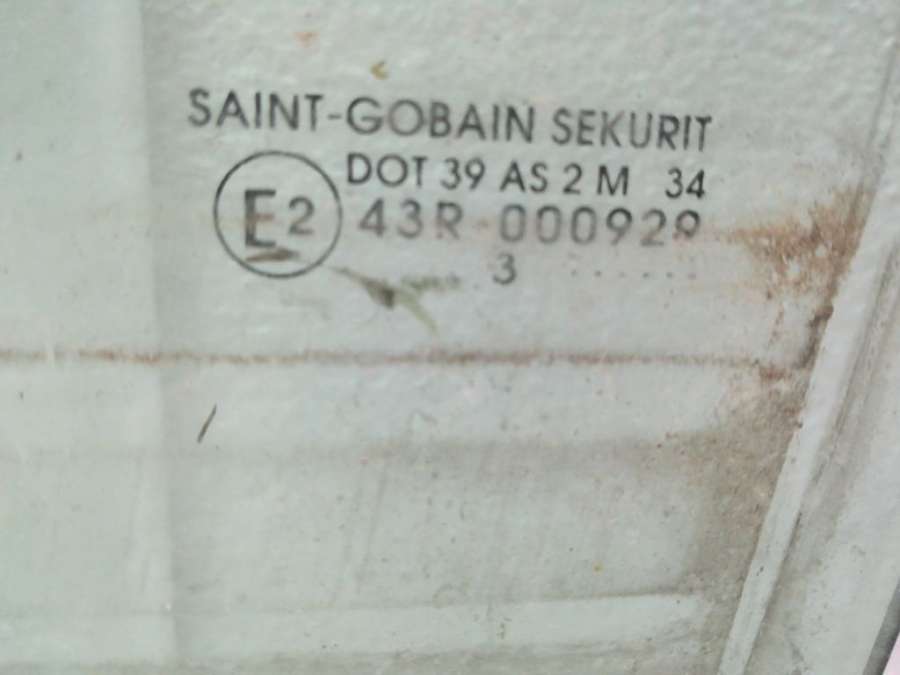 SAINT-GOBAIN SEKURIT
DOT 39 AS 2 M 34
E2 43R-000929
3 ......